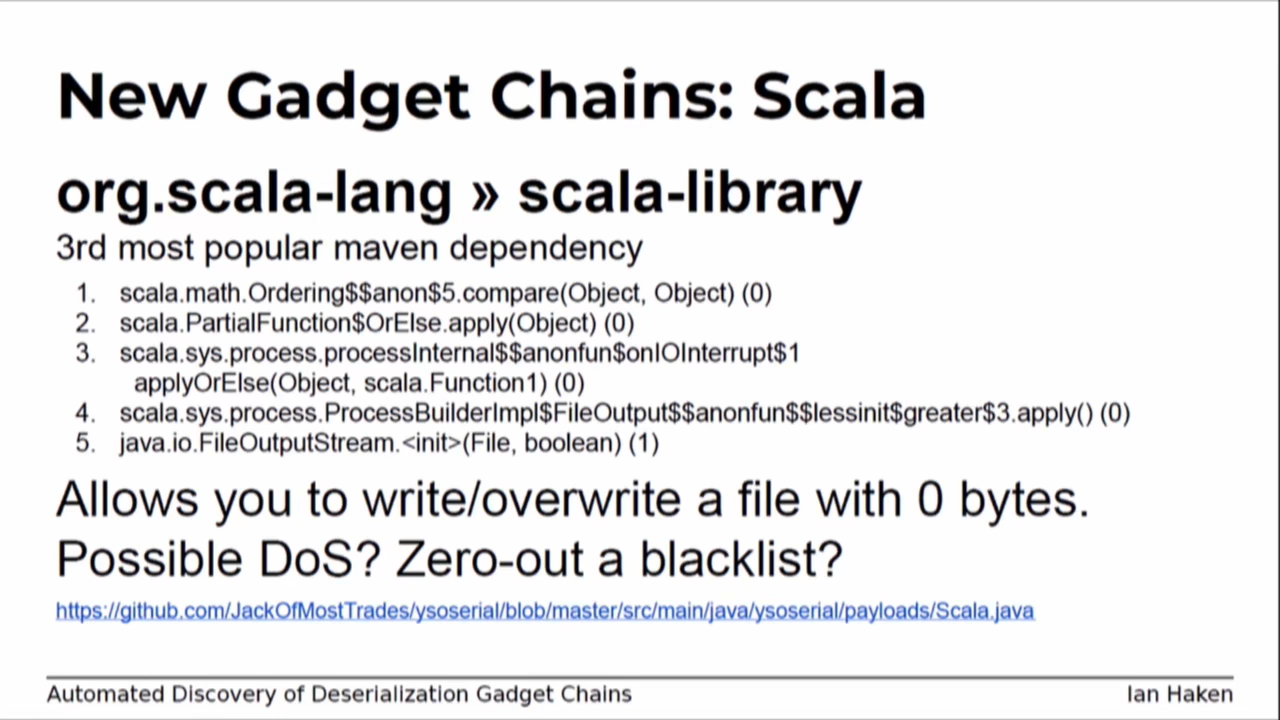 New Gadget Chains: Scala
org.scala-lang » scala-library
3rd most popular maven dependency
1. scala.math.Ordering$$anon$5.compare(Object, Object) (0)
2. scala.PartialFunction$OrElse.apply(Object) (0)
3. scala.sys.process.processInternal$$anonfun$onIOInterrupt$1
applyOrElse(Object, scala.Function1) (0)
4. scala.sys.process.ProcessBuilderImpl$FileOutput$$anonfun$$lessinit$greater$3.apply() (0)
5. java.io.FileOutputStream.<init>(File, boolean) (1)
Allows you to write/overwrite a file with 0 bytes.
Possible DoS? Zero-out a blacklist?
https://github.com/JackOfMostTrades/ysoserial/blob/master/src/main/java/ysoserial/payloads/Scala.java
Automated Discovery of Deserialization Gadget Chains
Ian Haken